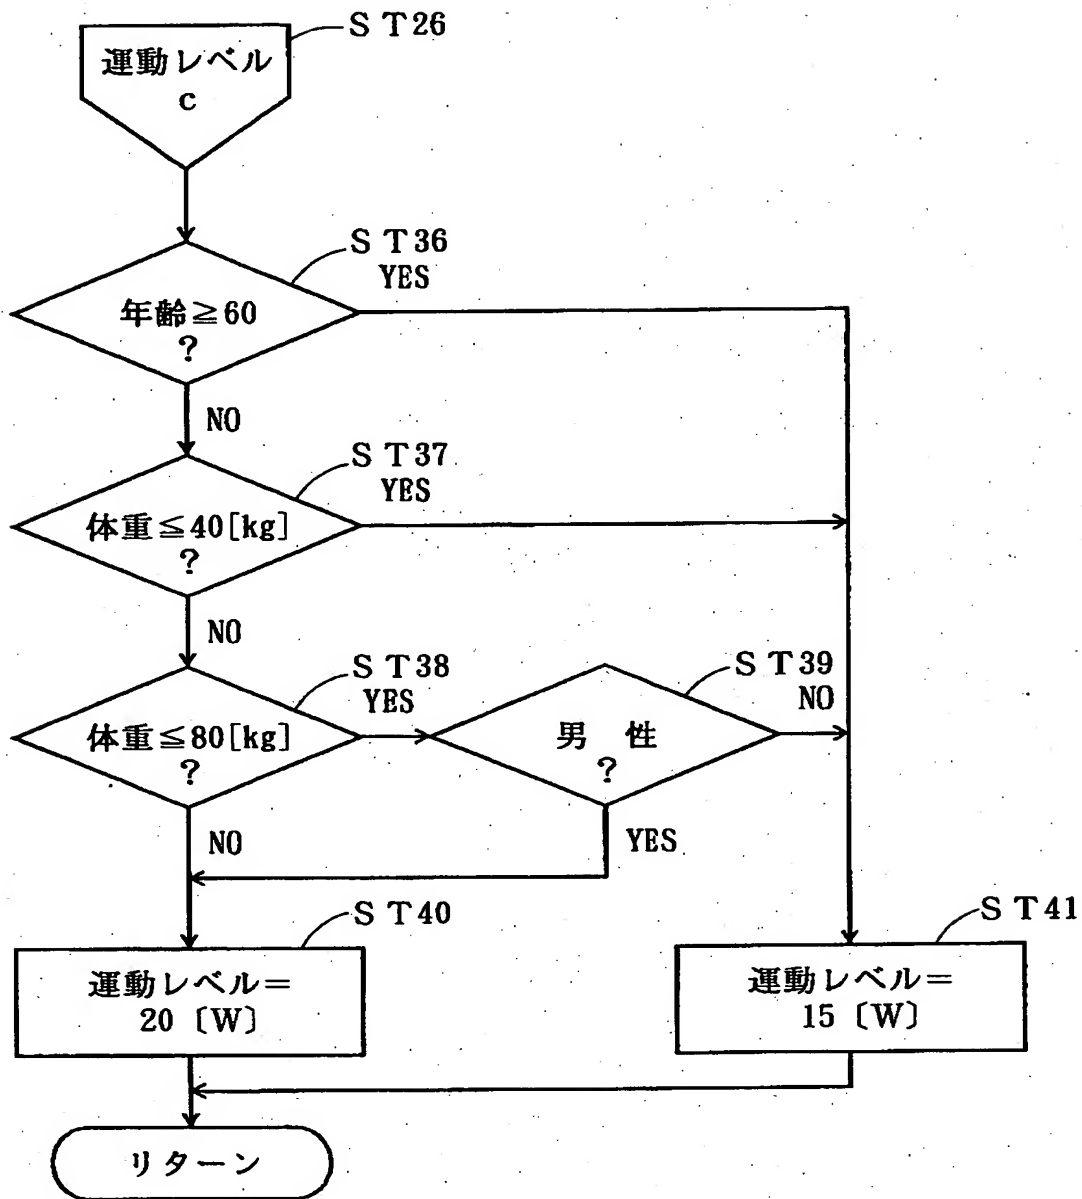 ST26
運動レベル
c
ST36
YES
年齢≧60
?
NO
ST37
YES
体重≦40[kg]
?
NO
ST38
YES
体重≦80[kg]
?
NO
ST39
NO
男 性
?
YES
ST40
運動レベル=
20〔W〕
ST41
運動レベル=
15〔W〕
リターン